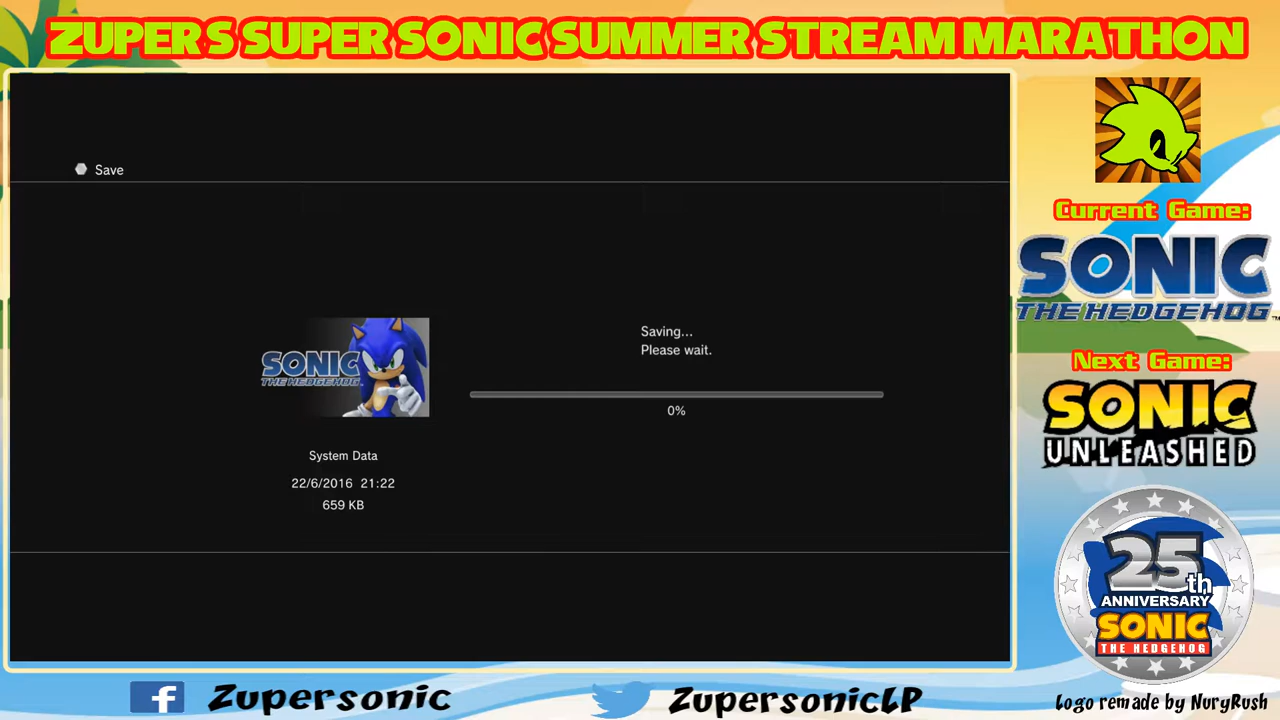 ZUPERS SUPER SONIC SUMMER STREAM MARATHON
Save
SONIC
THE HEDGEHOG
Saving...
Please wait.
0%
System Data
22/6/2016 21:22
659 KB
Current Game:
SONIC
THE HEDGEHOG™
Next Game:
SONIC
UNLEASHED
25th
ANNIVERSARY
SONIC
THE HEDGEHOG
f Zupersonic
ZupersonicLP
Logo remade by NuryRush